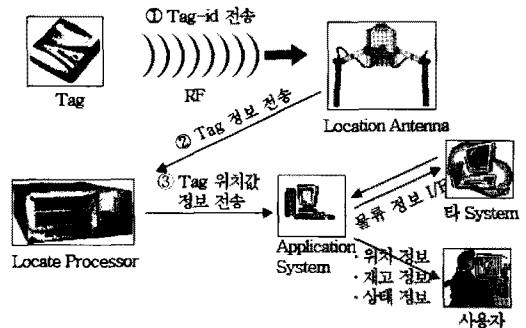 ① Tag-id 전송
Tag
RF
Location Antenna
② Tag 정보 전송
③ Tag 위치값
정보 전송
Locate Processor
Application
System
물류 정보 I/F
타 System
· 위치 정보
· 재고 정보
· 상태 정보
사용자